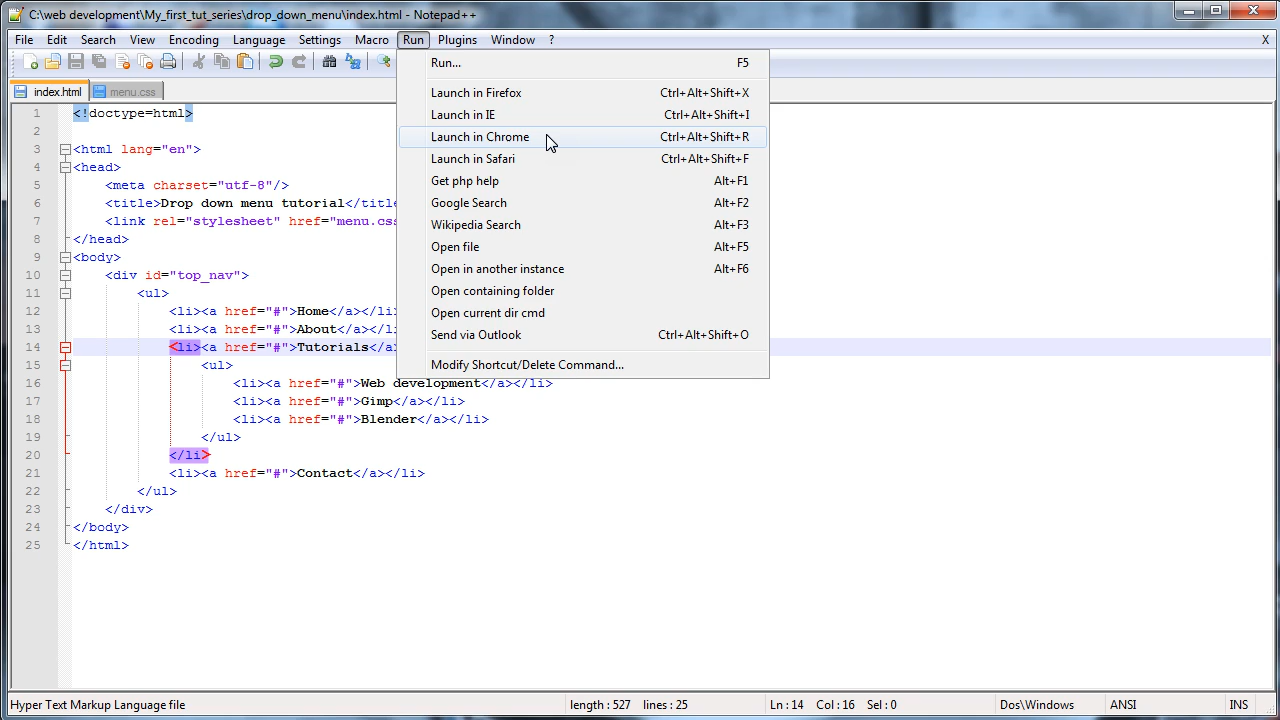 C:\web development\My_first_tut_series\drop_down_menu\index.html - Notepad++
File Edit Search View Encoding Language Settings Macro Run Plugins Window ? X
index.html menu.css
Run... F5
Launch in Firefox Ctrl+Alt+Shift+X
Launch in IE Ctrl+Alt+Shift+I
Launch in Chrome Ctrl+Alt+Shift+R
Launch in Safari Ctrl+Alt+Shift+F
Get php help Alt+F1
Google Search Alt+F2
Wikipedia Search Alt+F3
Open file Alt+F5
Open in another instance Alt+F6
Open containing folder
Open current dir cmd
Send via Outlook Ctrl+Alt+Shift+O
Modify Shortcut/Delete Command...
1 <!doctype=html>
2
3 <html lang="en">
4 <head>
5 <meta charset="utf-8"/>
6 <title>Drop down menu tutorial</title
7 <link rel="stylesheet" href="menu.css
8 </head>
9 <body>
10 <div id="top_nav">
11 <ul>
12 <li><a href="#">Home</a></li
13 <li><a href="#">About</a></l
14 <li><a href="#">Tutorials</a
15 <ul>
16 <li><a href="#">Web development</a></li>
17 <li><a href="#">Gimp</a></li>
18 <li><a href="#">Blender</a></li>
19 </ul>
20 </li>
21 <li><a href="#">Contact</a></li>
22 </ul>
23 </div>
24 </body>
25 </html>
Hyper Text Markup Language file length : 527 lines : 25 Ln : 14 Col : 16 Sel : 0 Dos\Windows ANSI INS